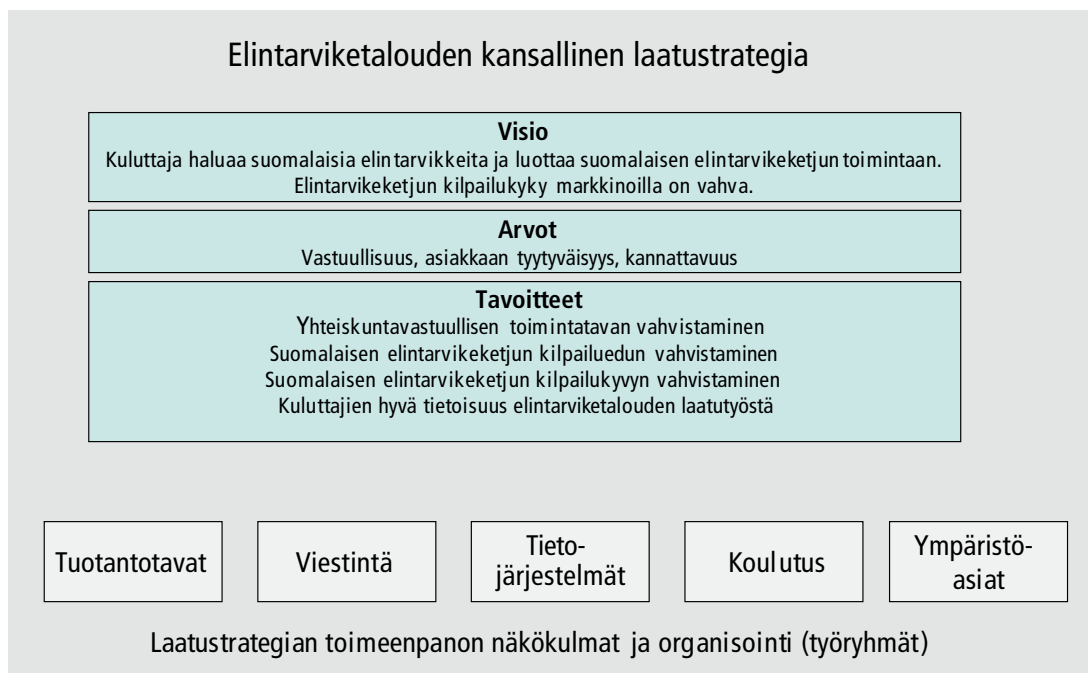 Elintarviketalouden kansallinen laatustrategia
Visio
Kuluttaja haluaa suomalaisia elintarvikkeita ja luottaa suomalaisen elintarvikeketjun toimintaan.
Elintarvikeketjun kilpailukyky markkinoilla on vahva.
Arvot
Vastuullisuus, asiakkaan tyytyväisyys, kannattavuus
Tavoitteet
Yhteiskuntavastuullisen toimintatavan vahvistaminen
Suomalaisen elintarvikeketjun kilpailuedun vahvistaminen
Suomalaisen elintarvikeketjun kilpailukyvyn vahvistaminen
Kuluttajien hyvä tietoisuus elintarviketalouden laatutyöstä
Tuotantotavat
Viestintä
Tieto-
järjestelmät
Koulutus
Ympäristö-
asiat
Laatustrategian toimeenpanon näkökulmat ja organisointi (työryhmät)